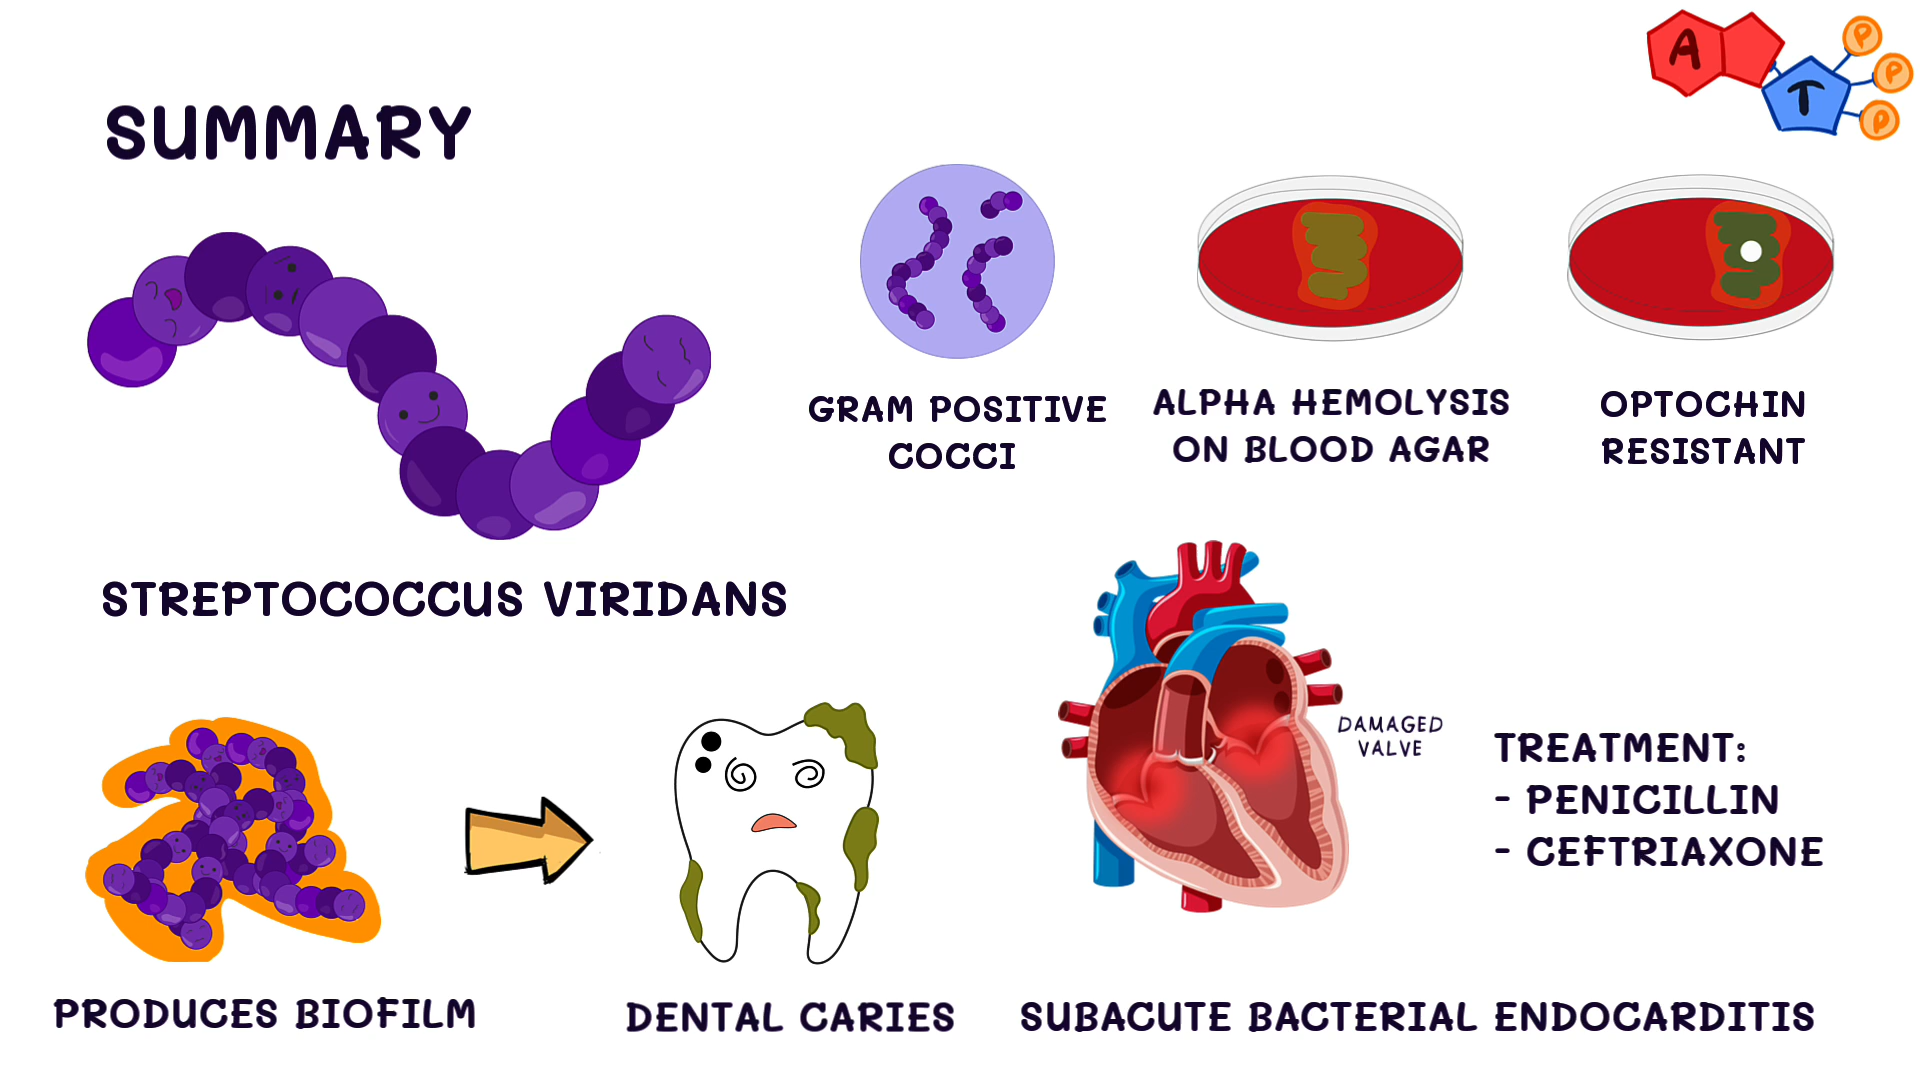 A
T
P
P
P
SUMMARY
GRAM POSITIVE
COCCI
ALPHA HEMOLYSIS
ON BLOOD AGAR
OPTOCHIN
RESISTANT
STREPTOCOCCUS VIRIDANS
DAMAGED
VALVE
TREATMENT:
- PENICILLIN
- CEFTRIAXONE
PRODUCES BIOFILM
DENTAL CARIES
SUBACUTE BACTERIAL ENDOCARDITIS